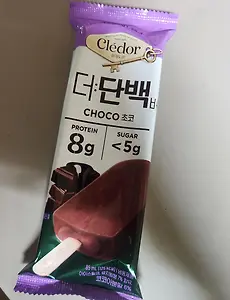 Clédor
더:단백바
CHOCO 초코
PROTEIN
8g
SUGAR
<5g